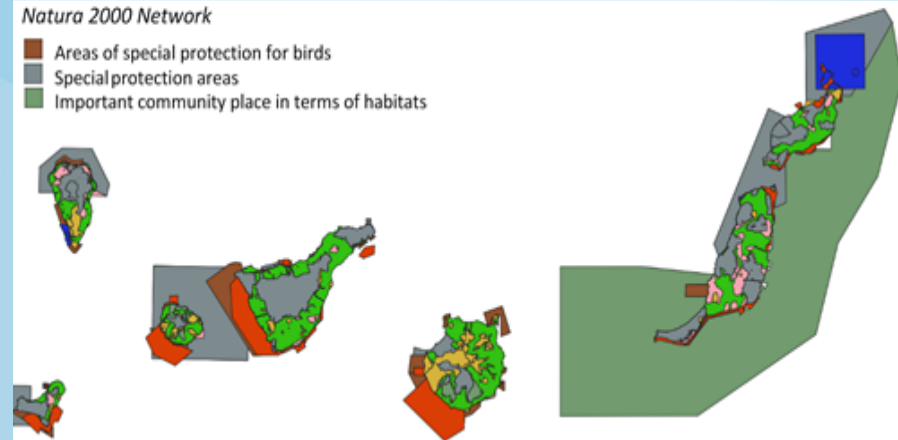 Natura 2000 Network
Areas of special protection for birds
Special protection areas
Important community place in terms of habitats